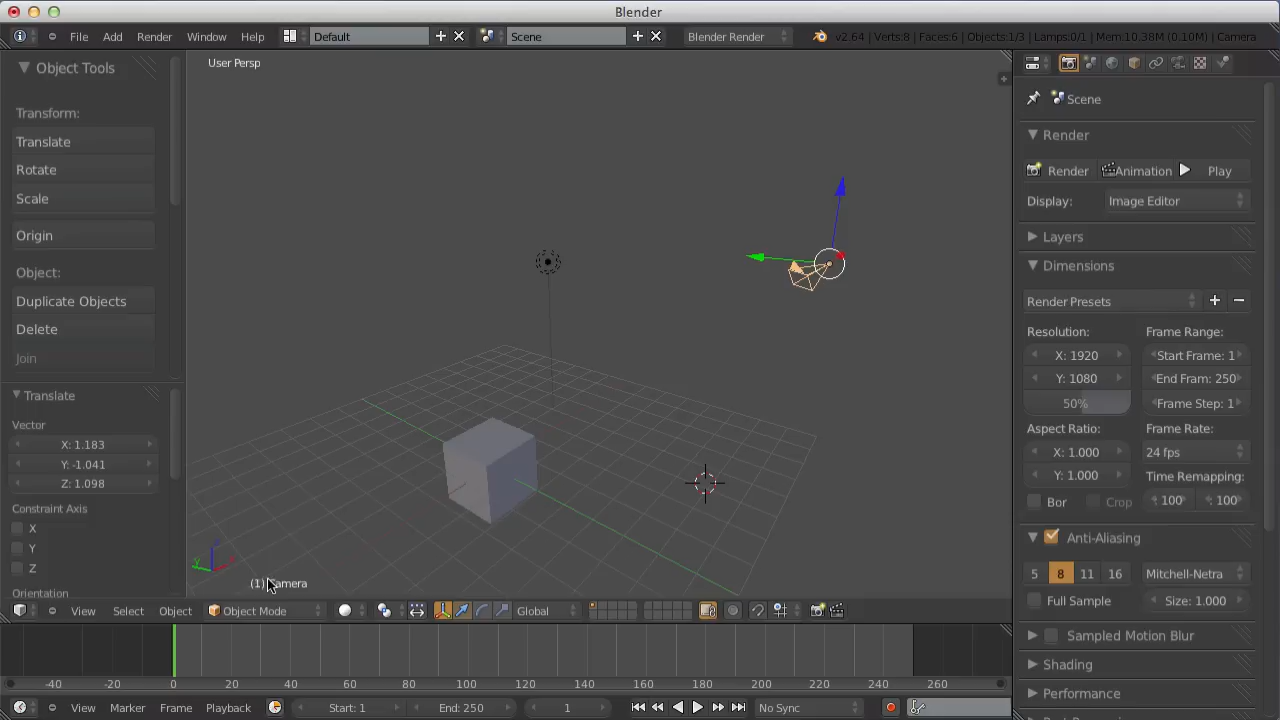 Blender
File Add Render Window Help Default Scene Blender Render v2.64 | Verts:8 | Faces:6 | Objects:1/3 | Lamps:0/1 | Mem:10.38M (0.10M) | Camera
Object Tools
Transform:
Translate
Rotate
Scale
Origin
Object:
Duplicate Objects
Delete
Join
Translate
Vector
X: 1.183
Y: -1.041
Z: 1.098
Constraint Axis
X
Y
Z
Orientation
User Persp
(1) Camera
View Select Object Object Mode Global
-40 -20 0 20 40 60 80 100 120 140 160 180 200 220 240 260
View Marker Frame Playback Start: 1 End: 250 1 No Sync
Scene
Render
Render Animation Play
Display: Image Editor
Layers
Dimensions
Render Presets
Resolution: Frame Range:
X: 1920 Start Frame: 1
Y: 1080 End Fram: 250
50% Frame Step: 1
Aspect Ratio: Frame Rate:
X: 1.000 24 fps
Y: 1.000 Time Remapping:
Bor Crop 100 100
Anti-Aliasing
5 8 11 16 Mitchell-Netra
Full Sample Size: 1.000
Sampled Motion Blur
Shading
Performance